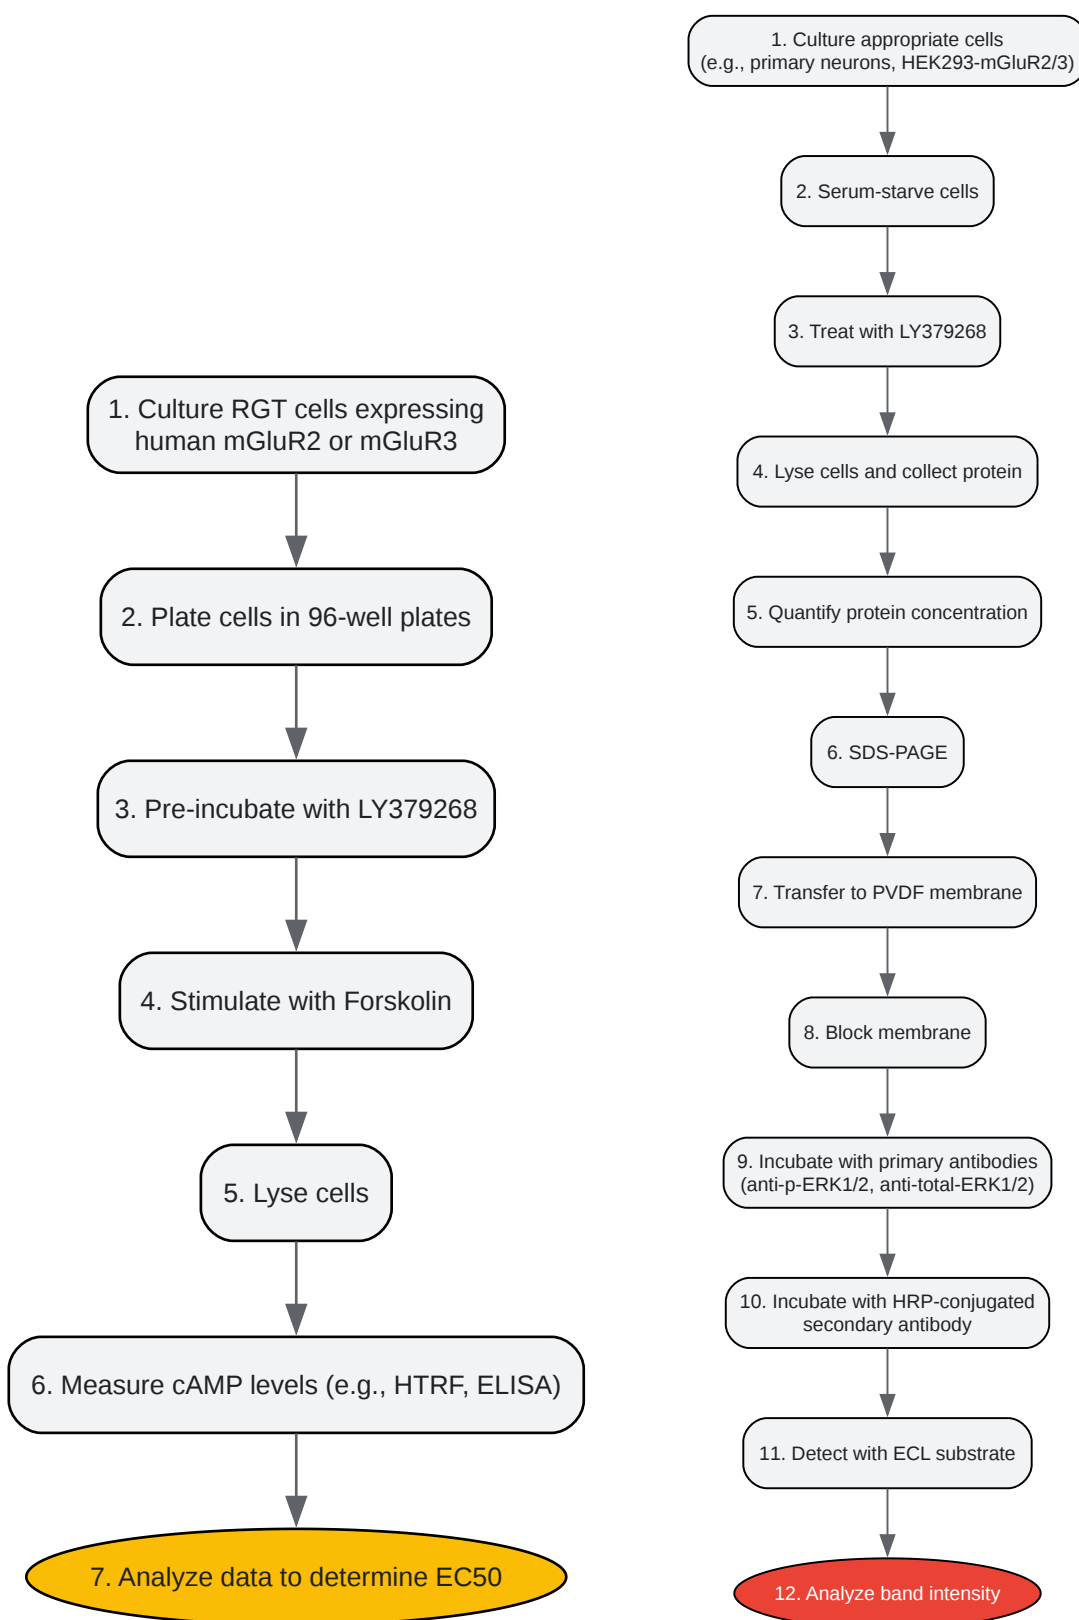 1. Culture RGT cells expressing
human mGluR2 or mGluR3
2. Plate cells in 96-well plates
3. Pre-incubate with LY379268
4. Stimulate with Forskolin
5. Lyse cells
6. Measure cAMP levels (e.g., HTRF, ELISA)
7. Analyze data to determine EC50
1. Culture appropriate cells
(e.g., primary neurons, HEK293-mGluR2/3)
2. Serum-starve cells
3. Treat with LY379268
4. Lyse cells and collect protein
5. Quantify protein concentration
6. SDS-PAGE
7. Transfer to PVDF membrane
8. Block membrane
9. Incubate with primary antibodies
(anti-p-ERK1/2, anti-total-ERK1/2)
10. Incubate with HRP-conjugated
secondary antibody
11. Detect with ECL substrate
12. Analyze band intensity